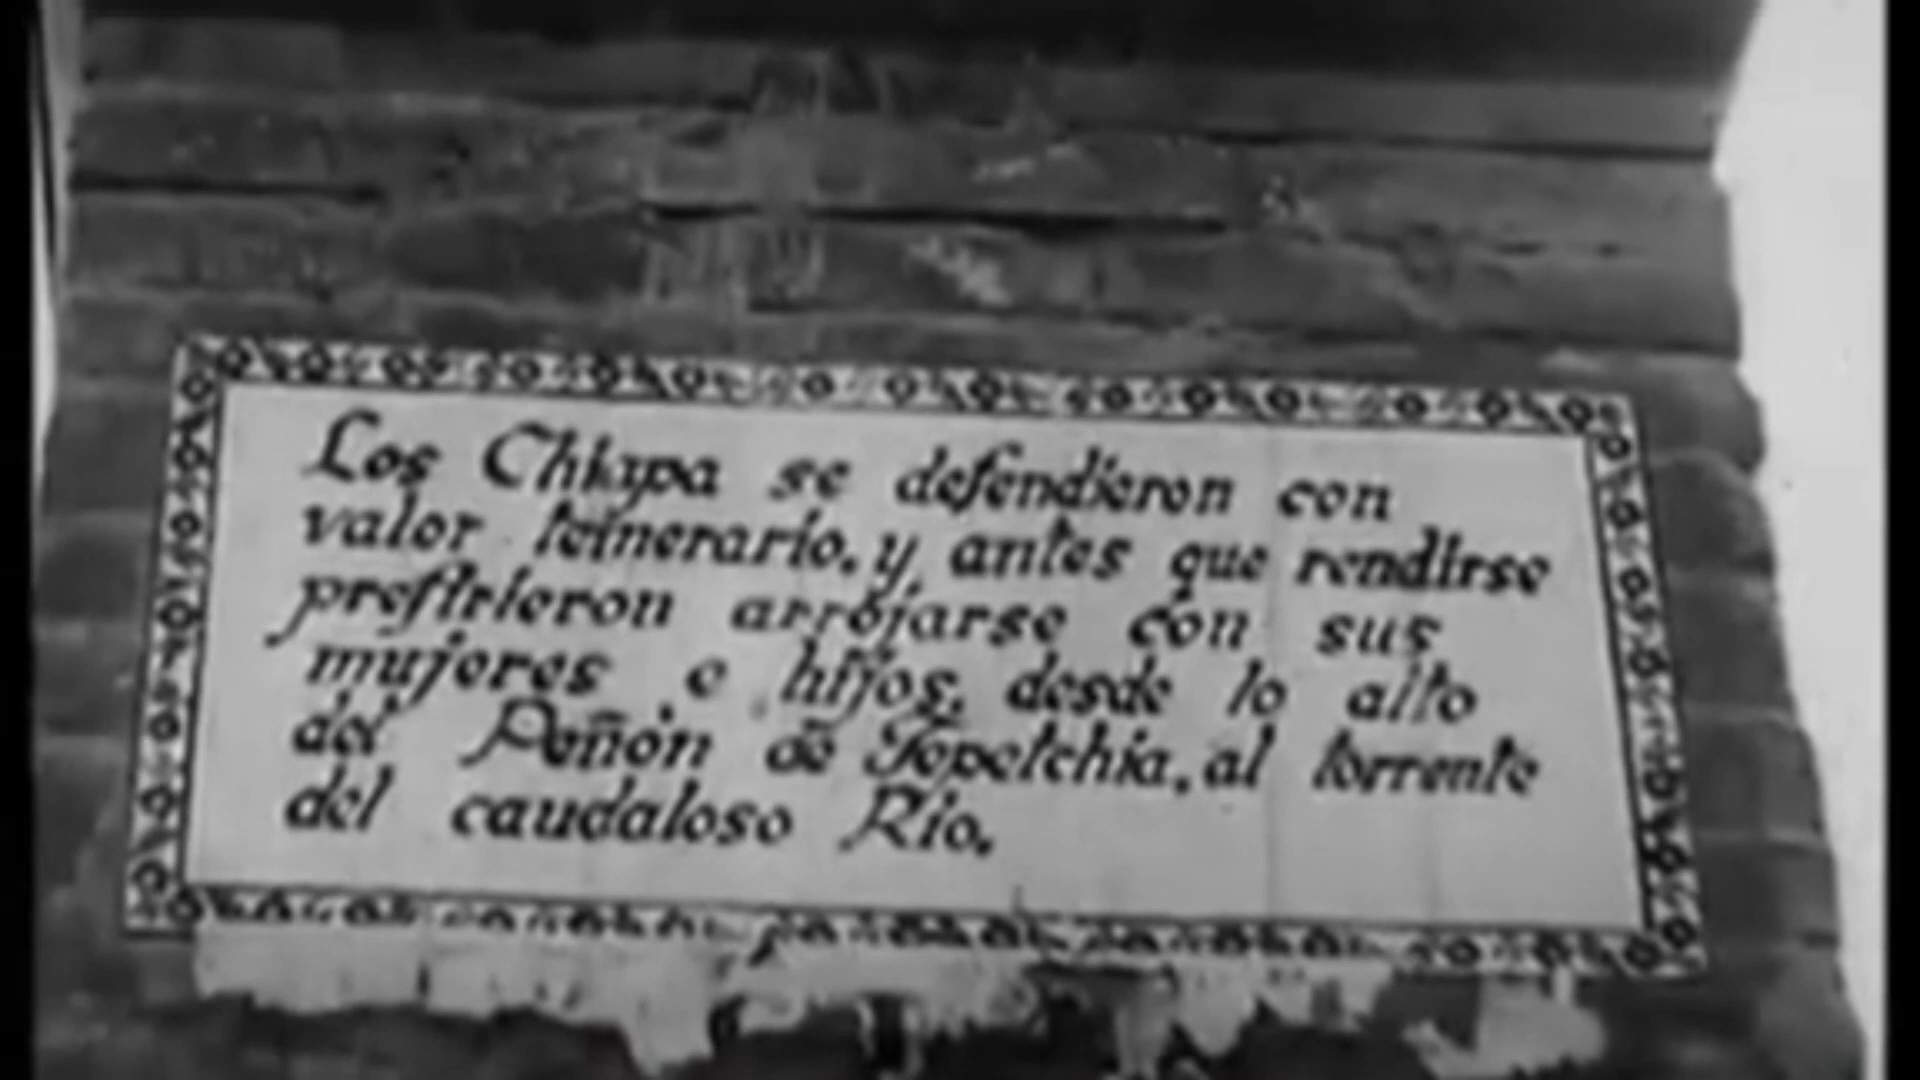 Los Chiapa se defendieron con
valor temerario, y antes que rendirse
prefirieron arrojarse con sus
mujeres e hijos, desde lo alto
del Peñón de Tepetchia, al torrente
del caudaloso Río.